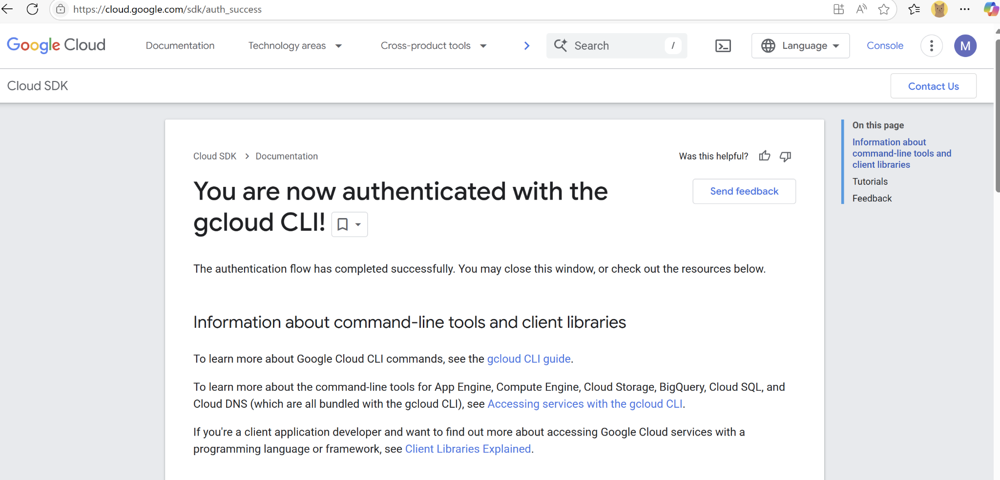 https://cloud.google.com/sdk/auth_success
Google Cloud
Documentation
Technology areas
Cross-product tools
Search
/
Language
Console
M
Cloud SDK
Contact Us
Cloud SDK > Documentation
Was this helpful?
You are now authenticated with the
gcloud CLI!
Send feedback
The authentication flow has completed successfully. You may close this window, or check out the resources below.
Information about command-line tools and client libraries
To learn more about Google Cloud CLI commands, see the gcloud CLI guide.
To learn more about the command-line tools for App Engine, Compute Engine, Cloud Storage, BigQuery, Cloud SQL, and
Cloud DNS (which are all bundled with the gcloud CLI), see Accessing services with the gcloud CLI.
If you're a client application developer and want to find out more about accessing Google Cloud services with a
programming language or framework, see Client Libraries Explained.
On this page
Information about
command-line tools and
client libraries
Tutorials
Feedback